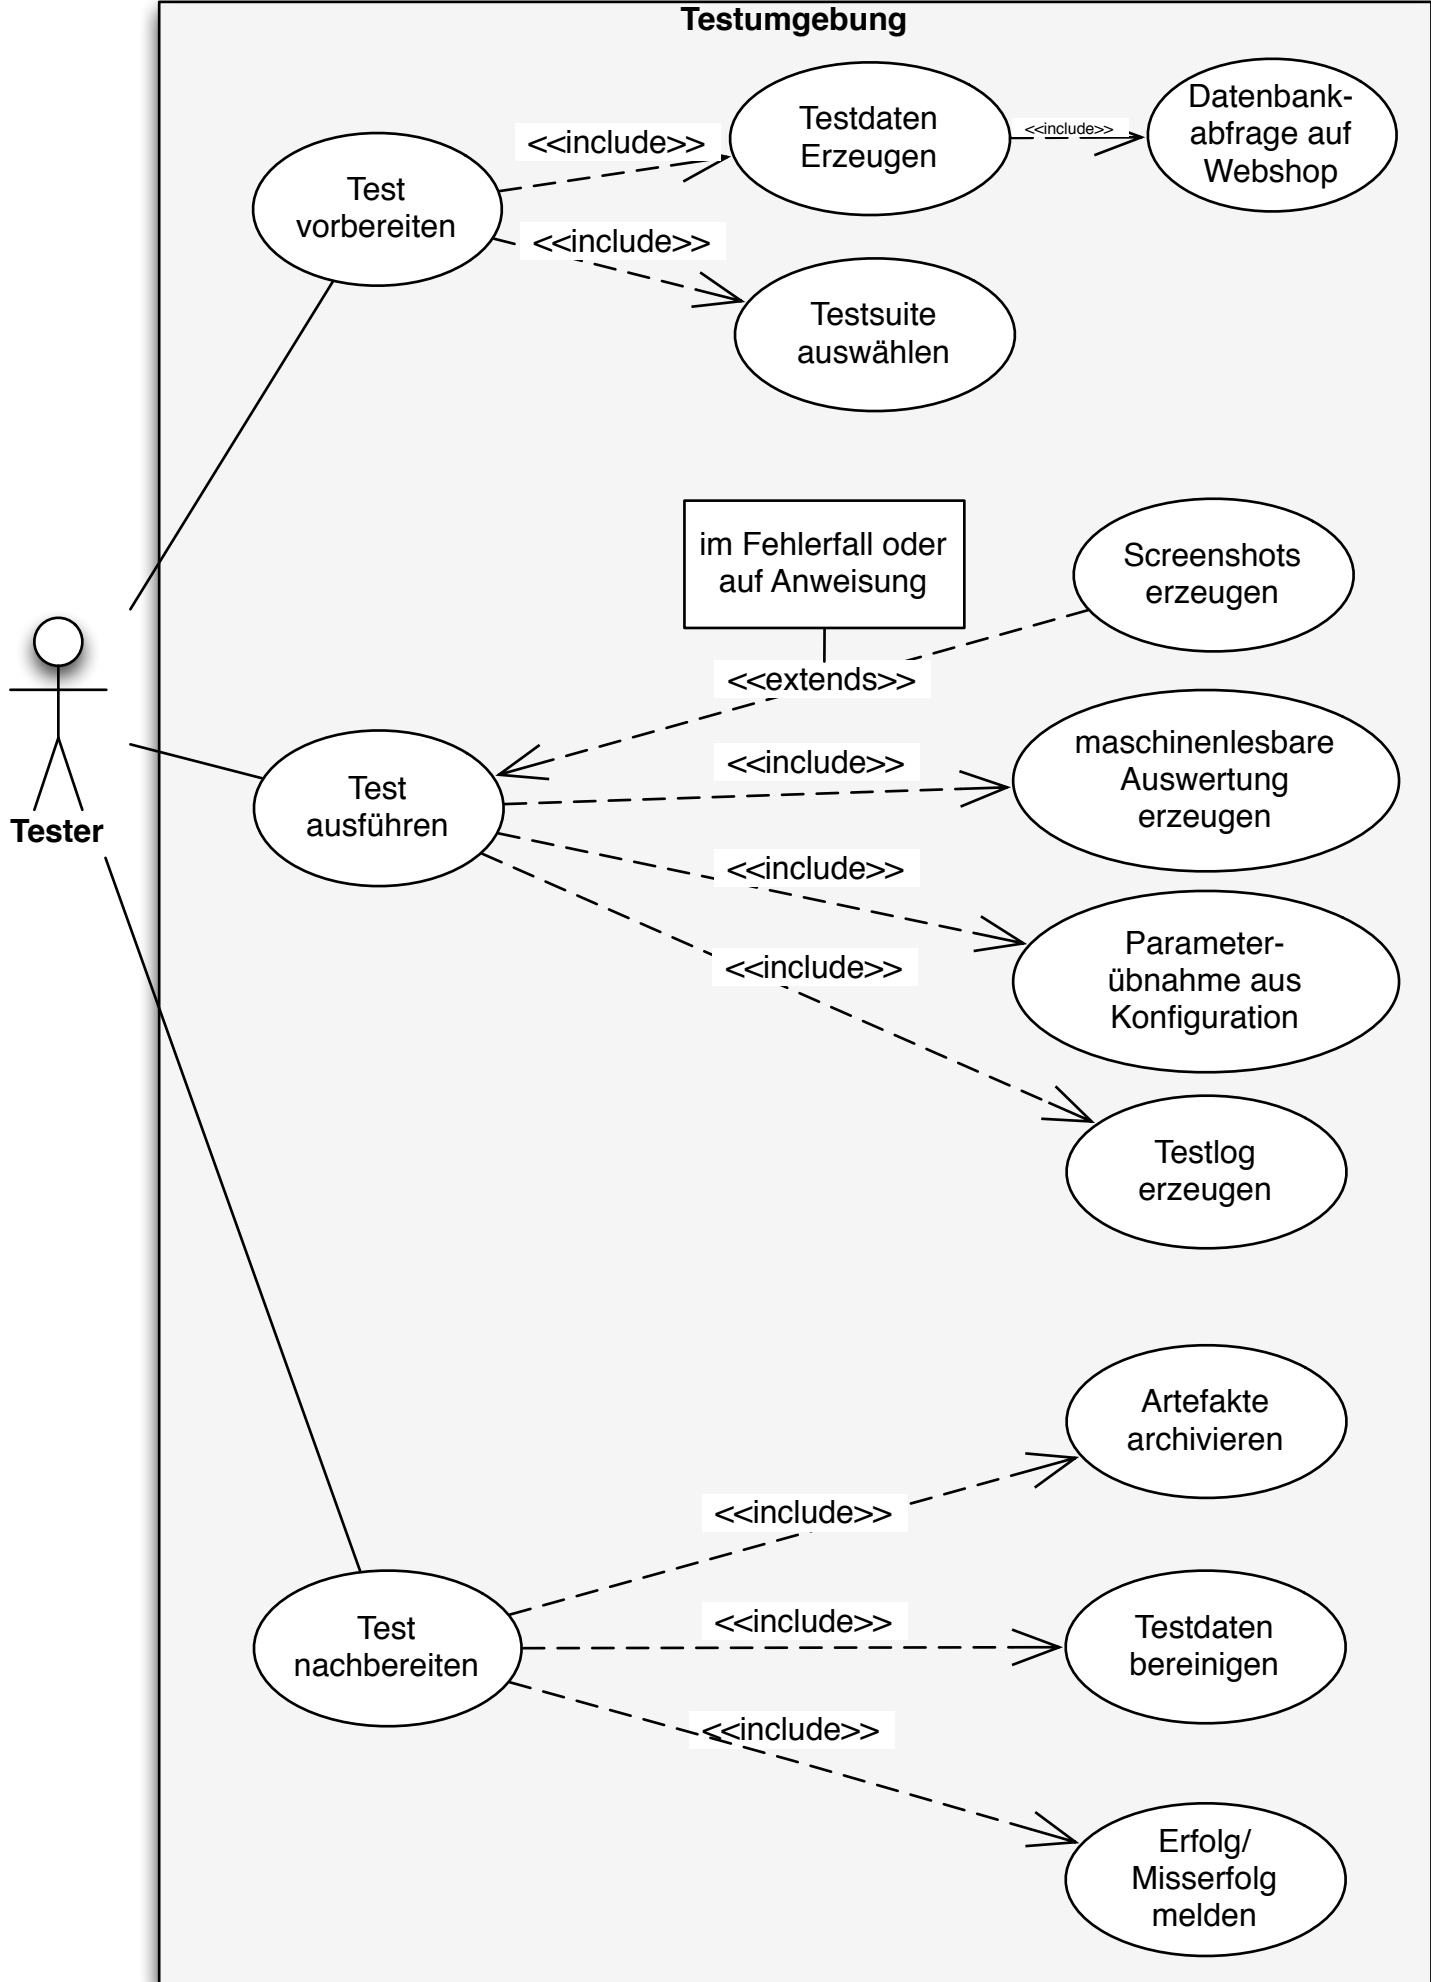 Testumgebung
Testdaten
Erzeugen
Datenbank-
abfrage auf
Webshop
<<include>>
<<include>>
Test
vorbereiten
<<include>>
Testsuite
auswählen
im Fehlerfall oder
auf Anweisung
Screenshots
erzeugen
<<extends>>
Tester
Test
ausführen
<<include>>
maschinenlesbare
Auswertung
erzeugen
<<include>>
Parameter-
übnahme aus
Konfiguration
<<include>>
Testlog
erzeugen
Artefakte
archivieren
<<include>>
Test
nachbereiten
<<include>>
Testdaten
bereinigen
<<include>>
Erfolg/
Misserfolg
melden